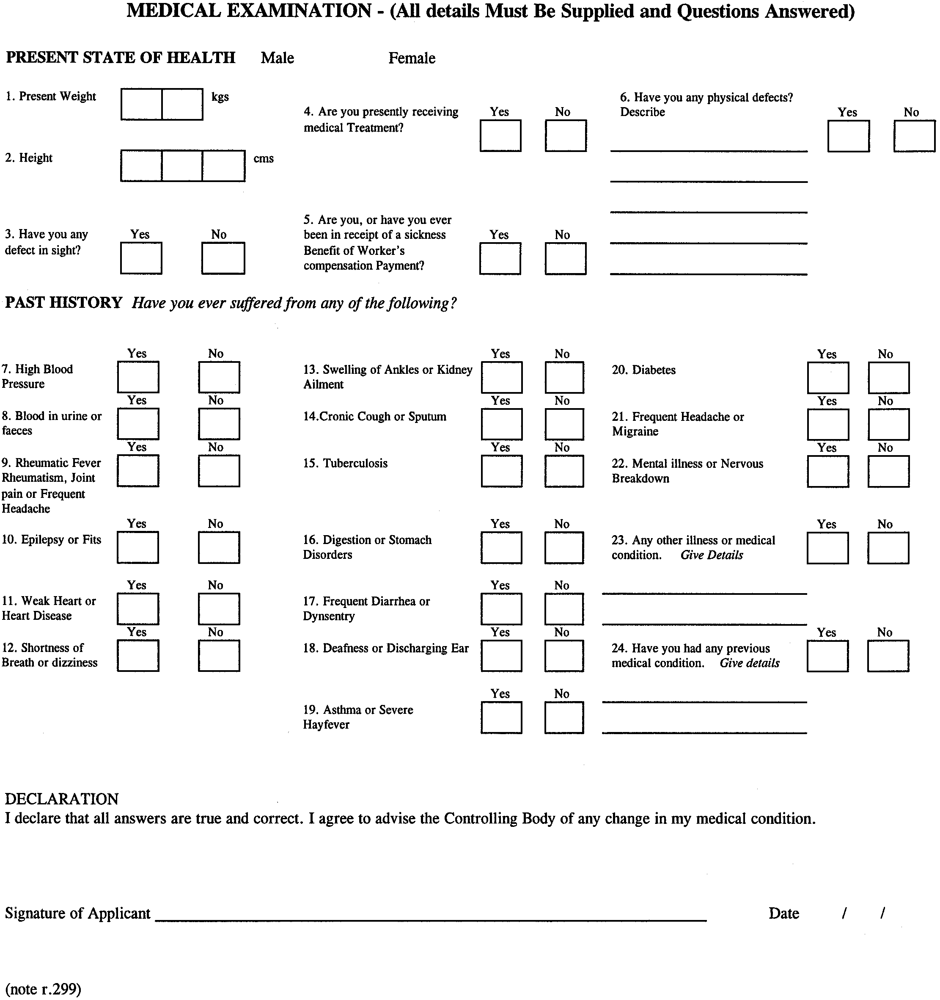 MEDICAL EXAMINATION - (All details Must Be Supplied and Questions Answered)
PRESENT STATE OF HEALTH Male Female
1. Present Weight kgs
2. Height cms
3. Have you any Yes No
defect in sight?
4. Are you presently receiving Yes No
medical Treatment?
5. Are you, or have you ever
been in receipt of a sickness Yes No
Benefit of Worker's
compensation Payment?
6. Have you any physical defects?
Describe Yes No
PAST HISTORY Have you ever suffered from any of the following?
Yes No
7. High Blood
Pressure
Yes No
8. Blood in urine or
faeces
Yes No
9. Rheumatic Fever
Rheumatism, Joint
pain or Frequent
Headache
Yes No
10. Epilepsy or Fits
Yes No
11. Weak Heart or
Heart Disease
Yes No
12. Shortness of
Breath or dizziness
Yes No
13. Swelling of Ankles or Kidney
Ailment
Yes No
14.Cronic Cough or Sputum
Yes No
15. Tuberculosis
Yes No
16. Digestion or Stomach
Disorders
Yes No
17. Frequent Diarrhea or
Dynsentry
Yes No
18. Deafness or Discharging Ear
Yes No
19. Asthma or Severe
Hayfever
Yes No
20. Diabetes
Yes No
21. Frequent Headache or
Migraine
Yes No
22. Mental illness or Nervous
Breakdown
Yes No
23. Any other illness or medical
condition. Give Details
Yes No
24. Have you had any previous
medical condition. Give details
DECLARATION
I declare that all answers are true and correct. I agree to advise the Controlling Body of any change in my medical condition.
Signature of Applicant Date / /
(note r.299)